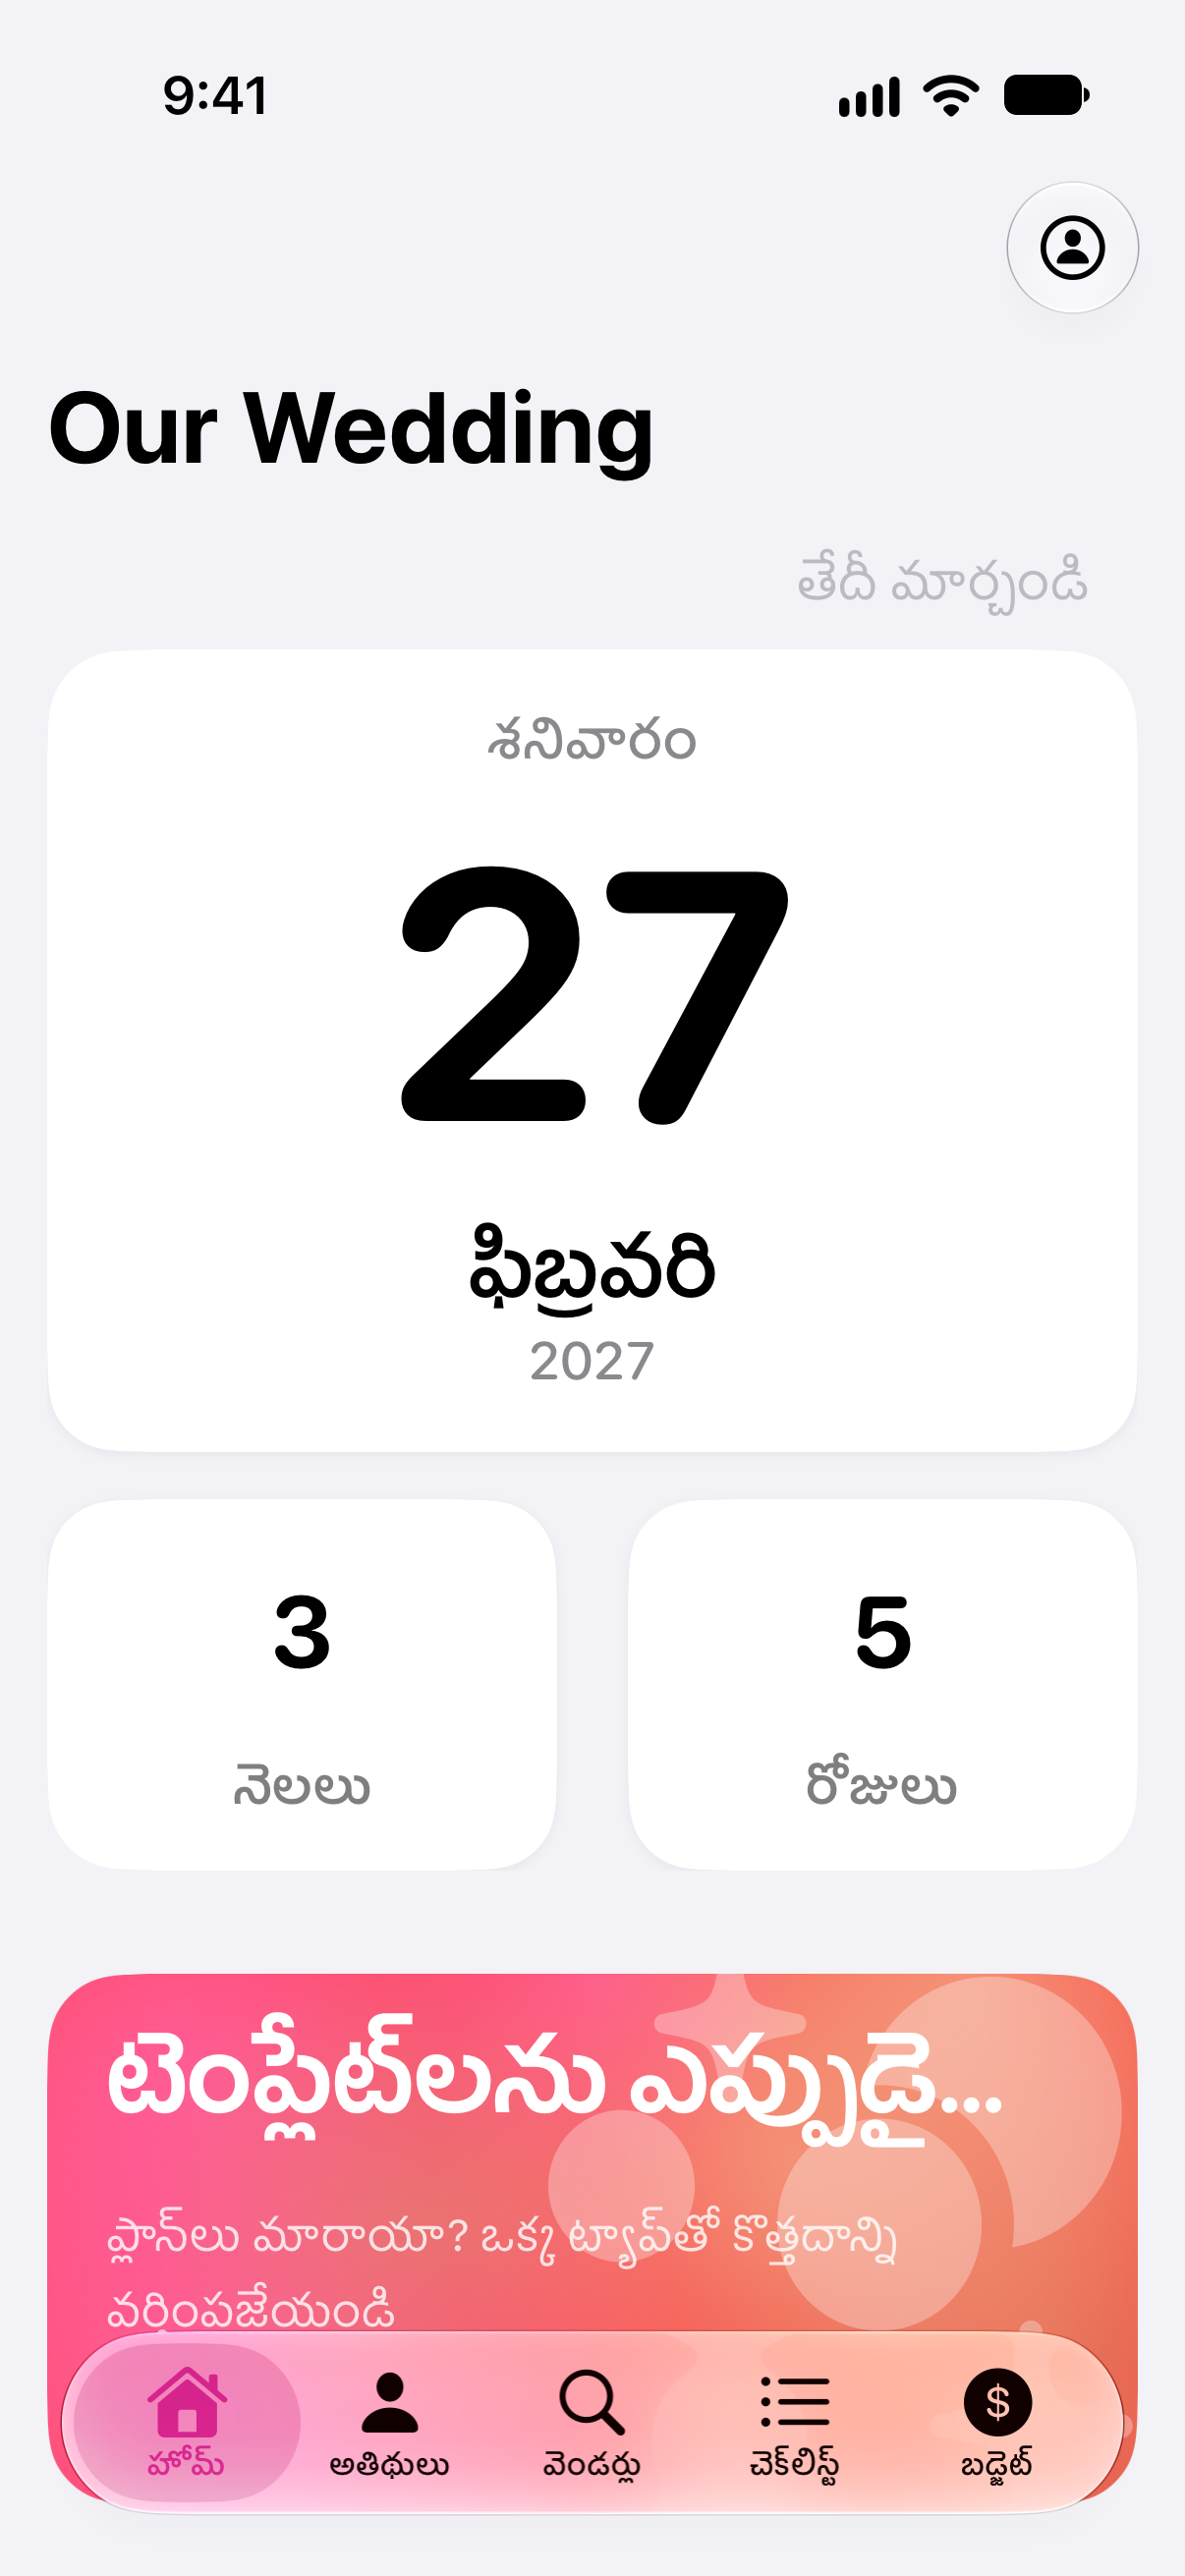 9:41
Our Wedding
తేదీ మార్చండి
శనివారం
27
ఫిబ్రవరి
2027
3
నెలలు
5
రోజులు
టెంప్లేట్‌లను ఎప్పుడై...
ప్లాన్‌లు మారాయా? ఒక్క ట్యాప్‌తో కొత్తదాన్ని
వర్తింపజేయండి
హోమ్
అతిథులు
వెండర్లు
చెక్‌లిస్ట్
బడ్జెట్